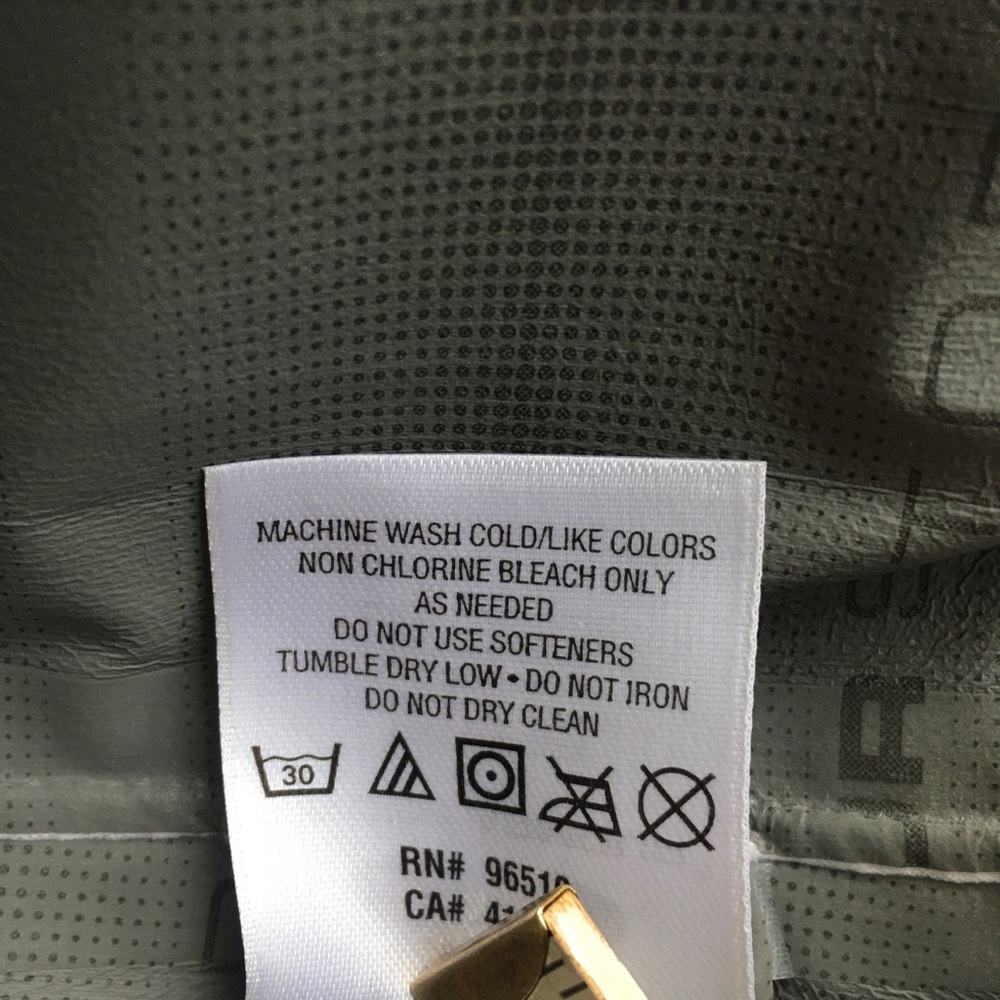 MACHINE WASH COLD/LIKE COLORS
NON CHLORINE BLEACH ONLY
AS NEEDED
DO NOT USE SOFTENERS
TUMBLE DRY LOW • DO NOT IRON
DO NOT DRY CLEAN
30
RN#
CA#